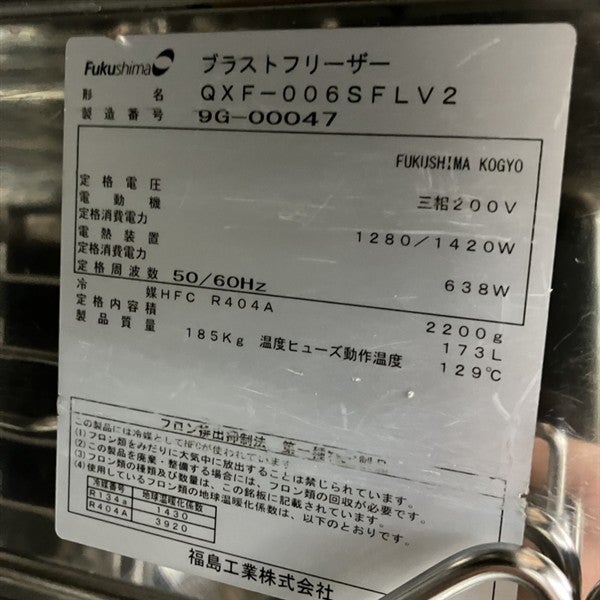 Fukushima ブラストフリーザー
形 名 QXF-006SFLV2
製造番号 9G-00047
FUKUSHIMA KOGYO
定格電圧 三相200V
電動機
定格消費電力 1280/1420W
電熱装置
定格消費電力 638W
定格周波数 50/60Hz
冷 媒 HFC R404A 2200g
定格内容積 173L
製品質量 185Kg 温度ヒューズ動作温度 129℃
フロン排出抑制法 第一種 製品
この製品には冷媒としてHFCが使われています。
(1)フロン類をみだりに大気中に放出することは禁じられています。
(2)この製品を廃棄、整備する場合には、フロン類の回収が必要です。
(3)フロン類の種類及び数量は、この銘板に記載されています。
(4)使用しているフロン類の地球温暖化係数は、以下のとおりです。
冷媒番号 地球温暖化係数
R134a 1430
R404A 3920
福島工業株式会社